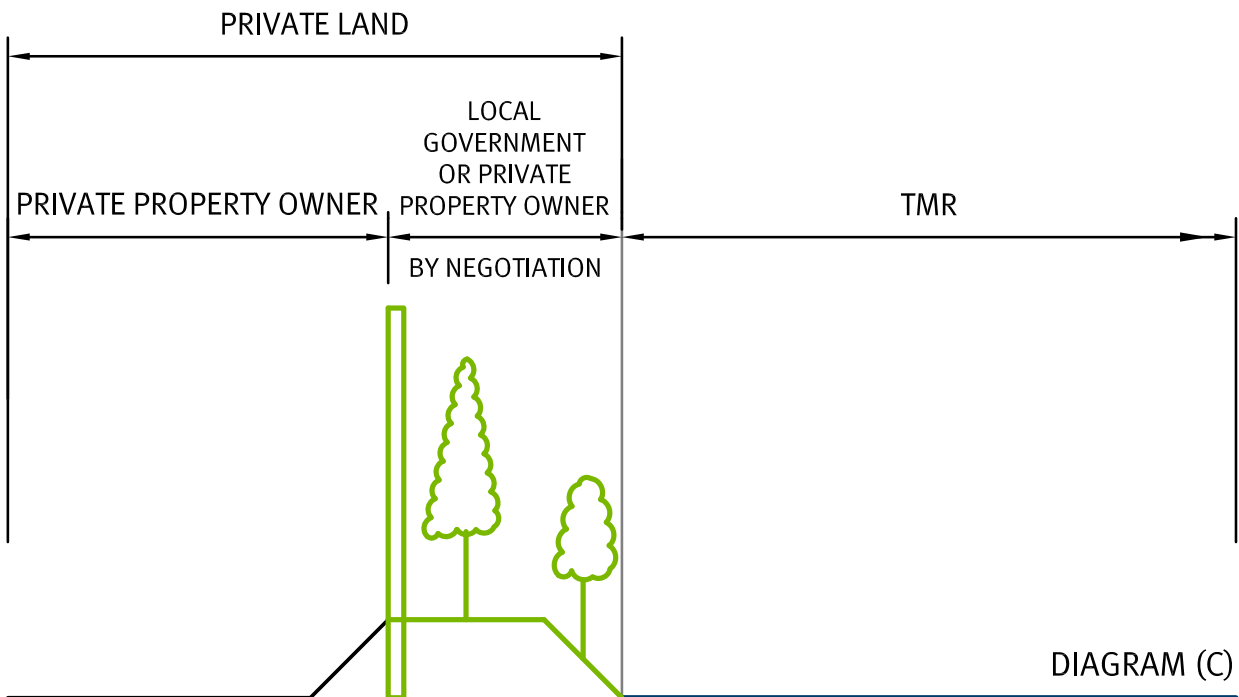 PRIVATE LAND
PRIVATE PROPERTY OWNER
LOCAL
GOVERNMENT
OR PRIVATE
PROPERTY OWNER
BY NEGOTIATION
TMR
DIAGRAM (C)